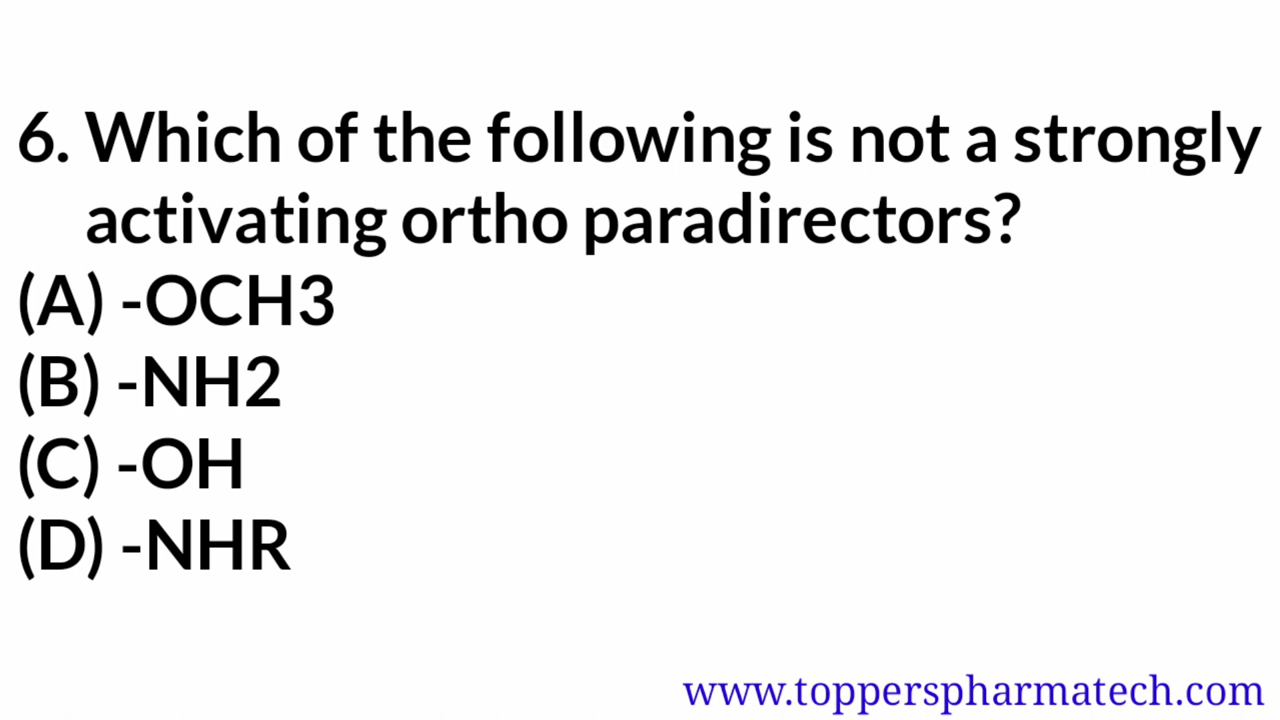 6. Which of the following is not a strongly
activating ortho paradirectors?
(A) -OCH3
(B) -NH2
(C) -OH
(D) -NHR
www.topperspharmatech.com